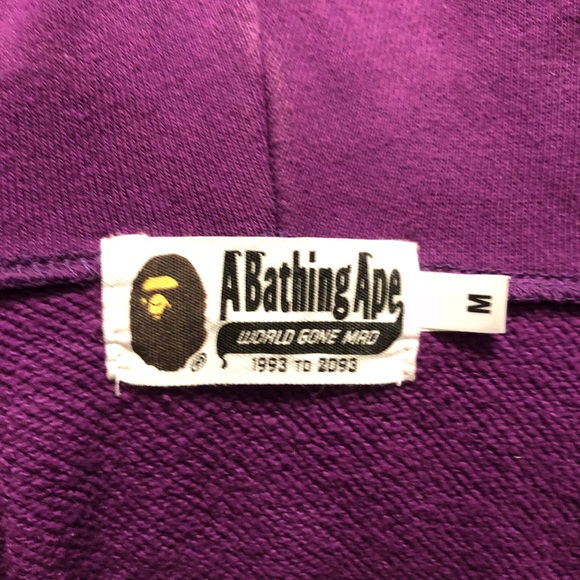 A Bathing Ape
WORLD GONE MAD
® 1993 TO 2093
M